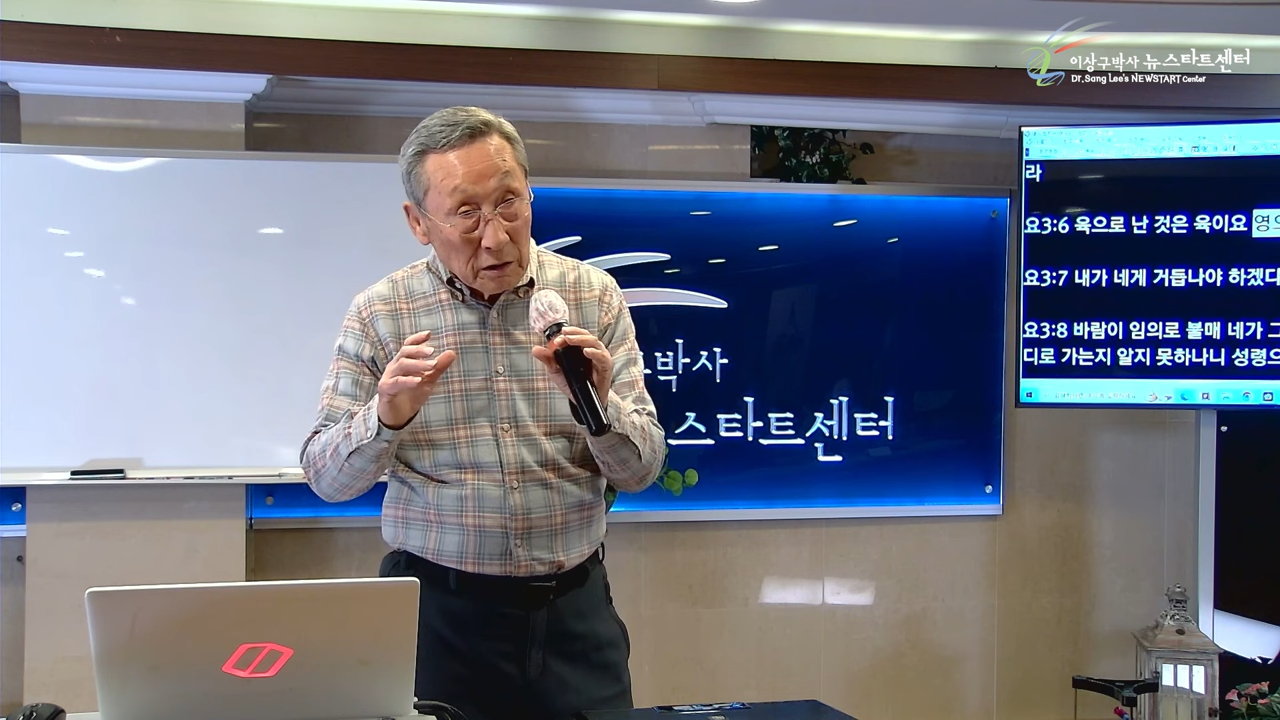 이상구박사 뉴스타트센터
Dr.Sang Lee's NEWSTART Center
라
요3:6 육으로 난 것은 육이요
요3:7 내가 네게 거듭나야 하겠다
요3:8 바람이 임의로 불매 네가 그
디로 가는지 알지 못하나니 성령으
박사
스타트센터